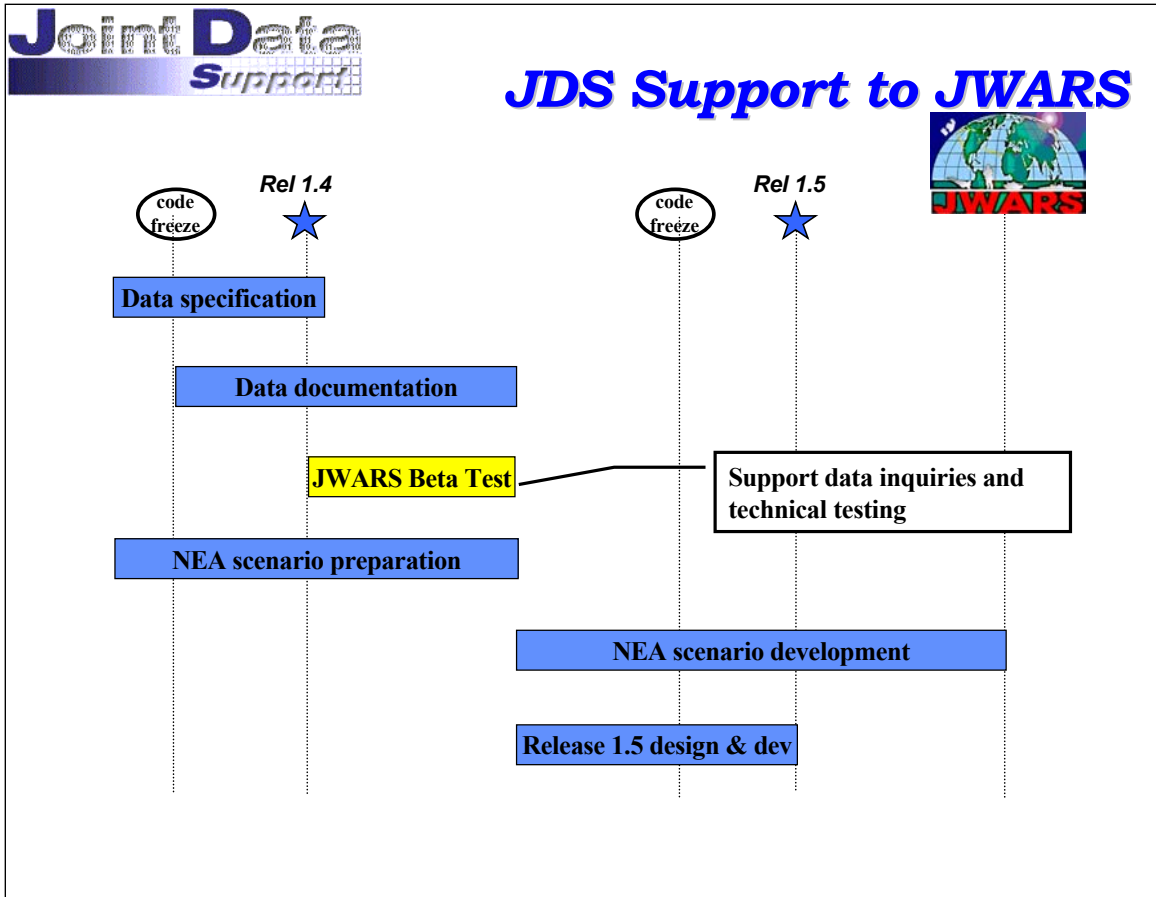 Joint Data
Support
JDS Support to JWARS
JWARS
Rel 1.4
Rel 1.5
code
freeze
code
freeze
Data specification
Data documentation
JWARS Beta Test
Support data inquiries and
technical testing
NEA scenario preparation
NEA scenario development
Release 1.5 design & dev